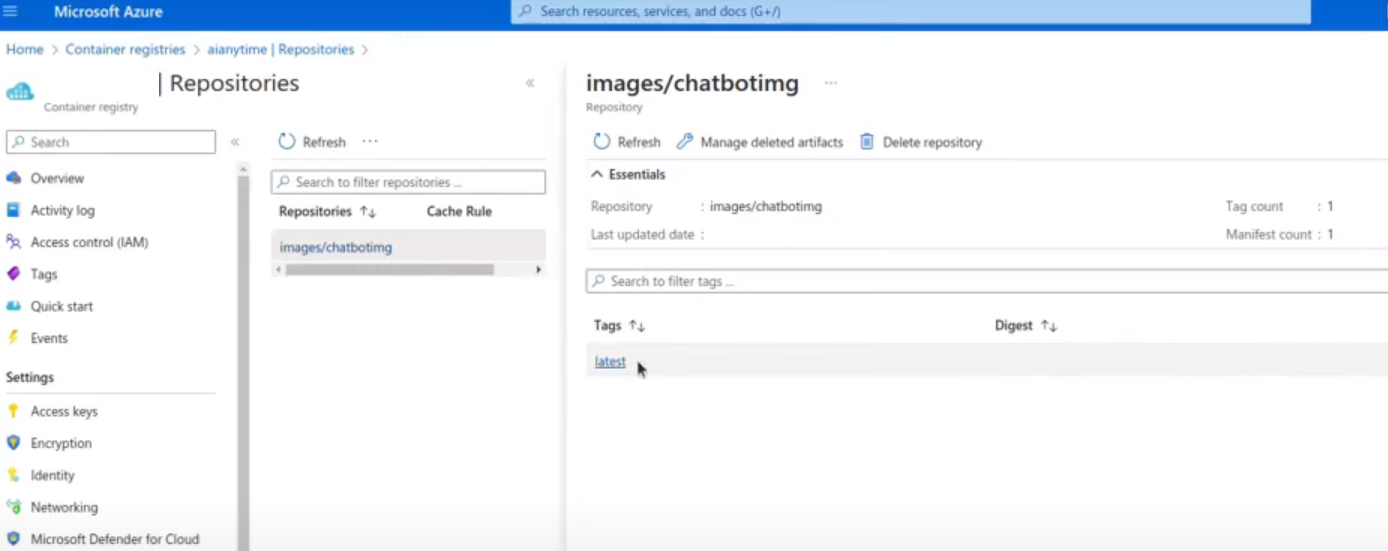 Microsoft Azure
Search resources, services, and docs (G+/)
Home > Container registries > aianytime | Repositories >
| Repositories
Container registry
Search
Overview
Activity log
Access control (IAM)
Tags
Quick start
Events
Settings
Access keys
Encryption
Identity
Networking
Microsoft Defender for Cloud
Refresh ...
Search to filter repositories ...
Repositories ↑↓ Cache Rule
images/chatbotimg
images/chatbotimg ...
Repository
Refresh Manage deleted artifacts Delete repository
Essentials
Repository : images/chatbotimg Tag count : 1
Last updated date : Manifest count : 1
Search to filter tags ...
Tags ↑↓ Digest ↑↓
latest